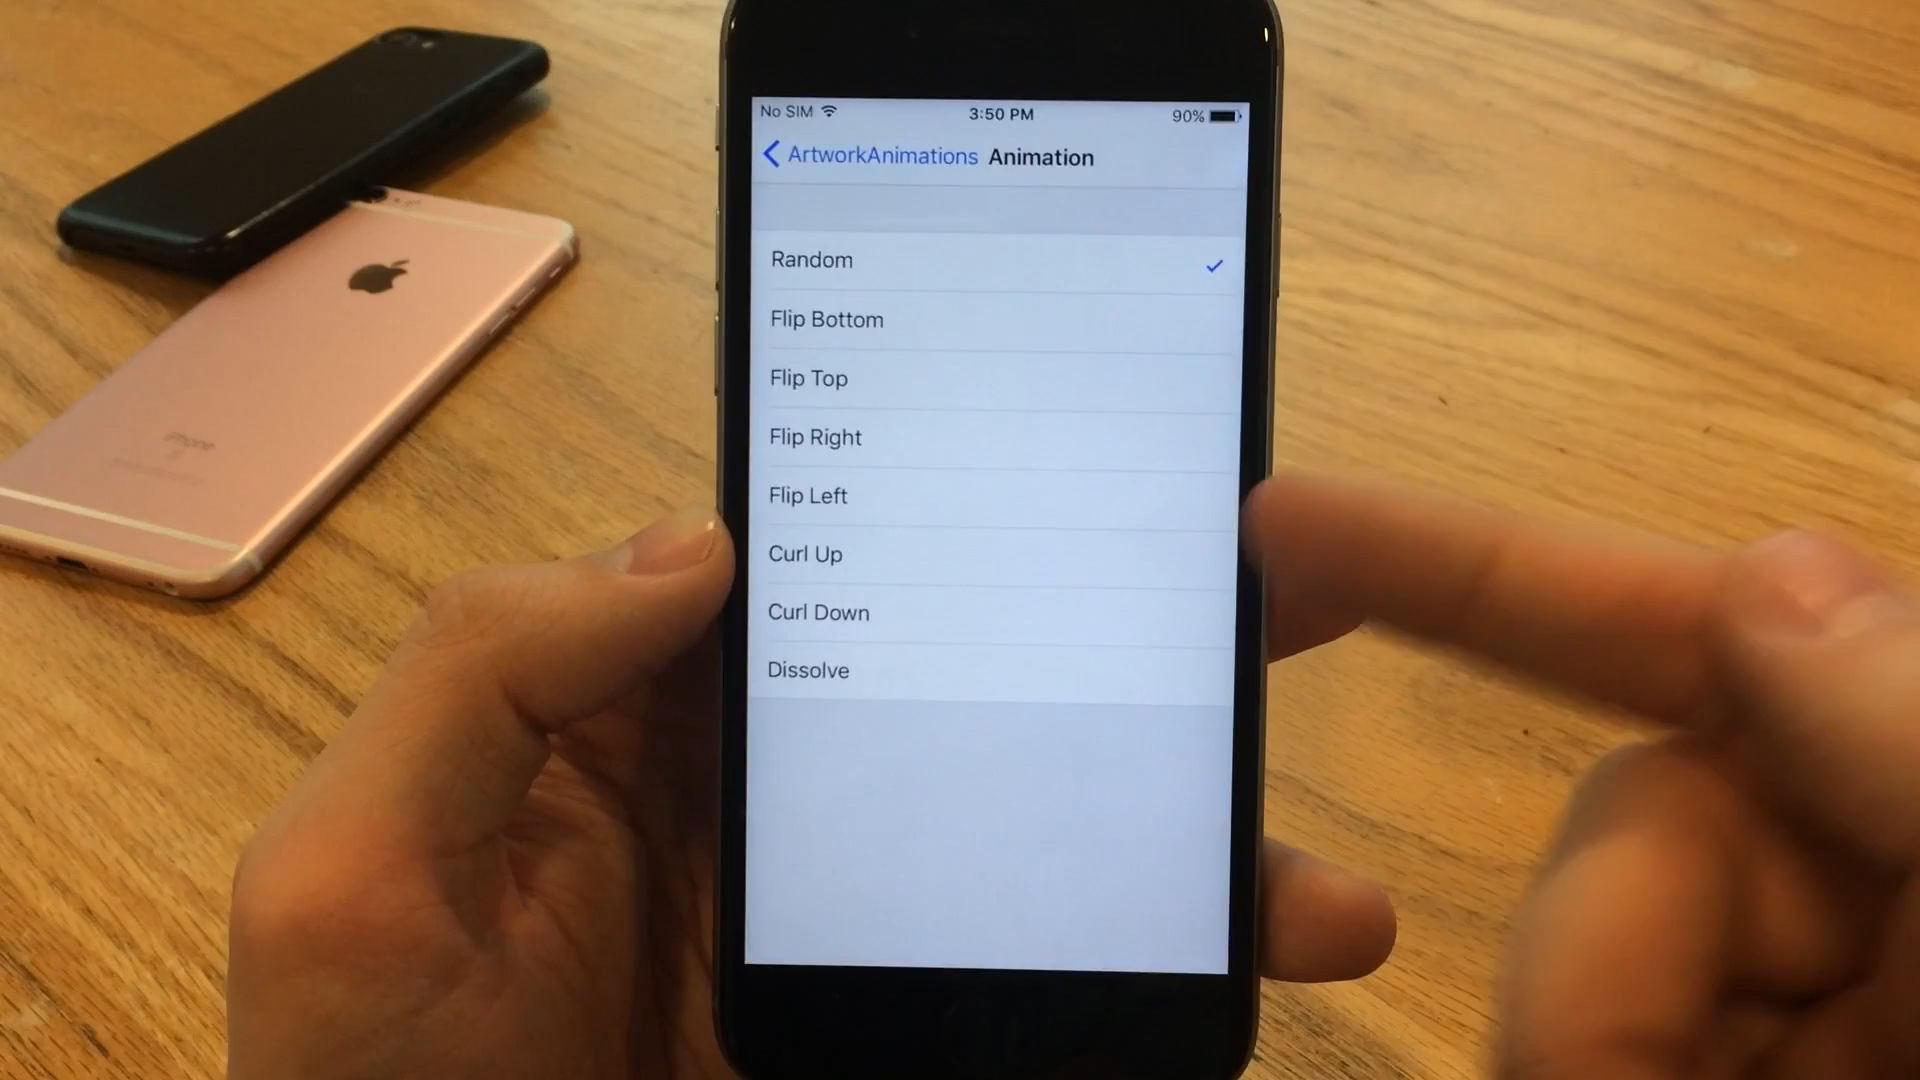 No SIM
3:50 PM
90%
ArtworkAnimations
Animation
Random
Flip Bottom
Flip Top
Flip Right
Flip Left
Curl Up
Curl Down
Dissolve
iPhone